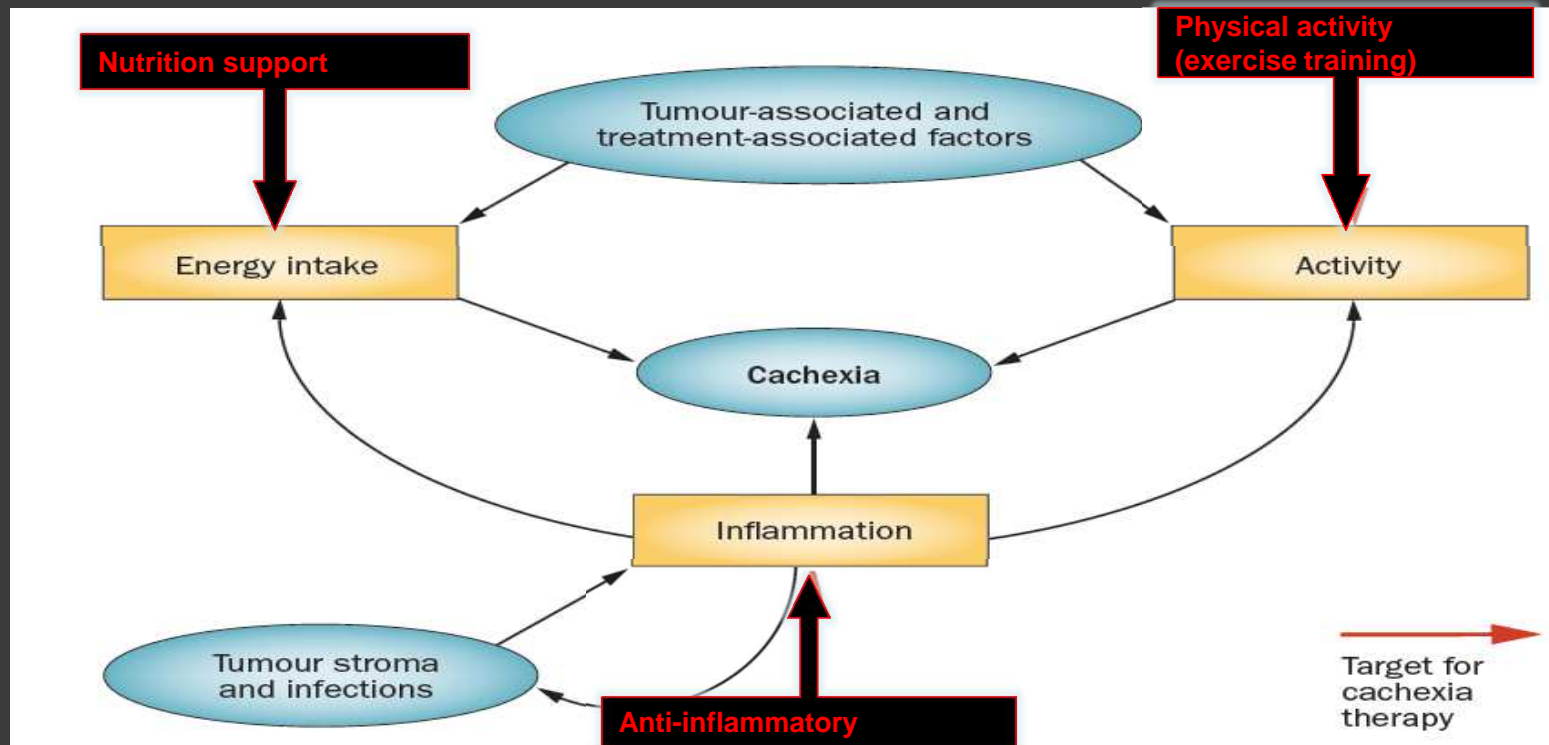 Nutrition support
Physical activity
(exercise training)
Tumour-associated and
treatment-associated factors
Energy intake
Activity
Cachexia
Inflammation
Tumour stroma
and infections
Anti-inflammatory
Target for
cachexia
therapy